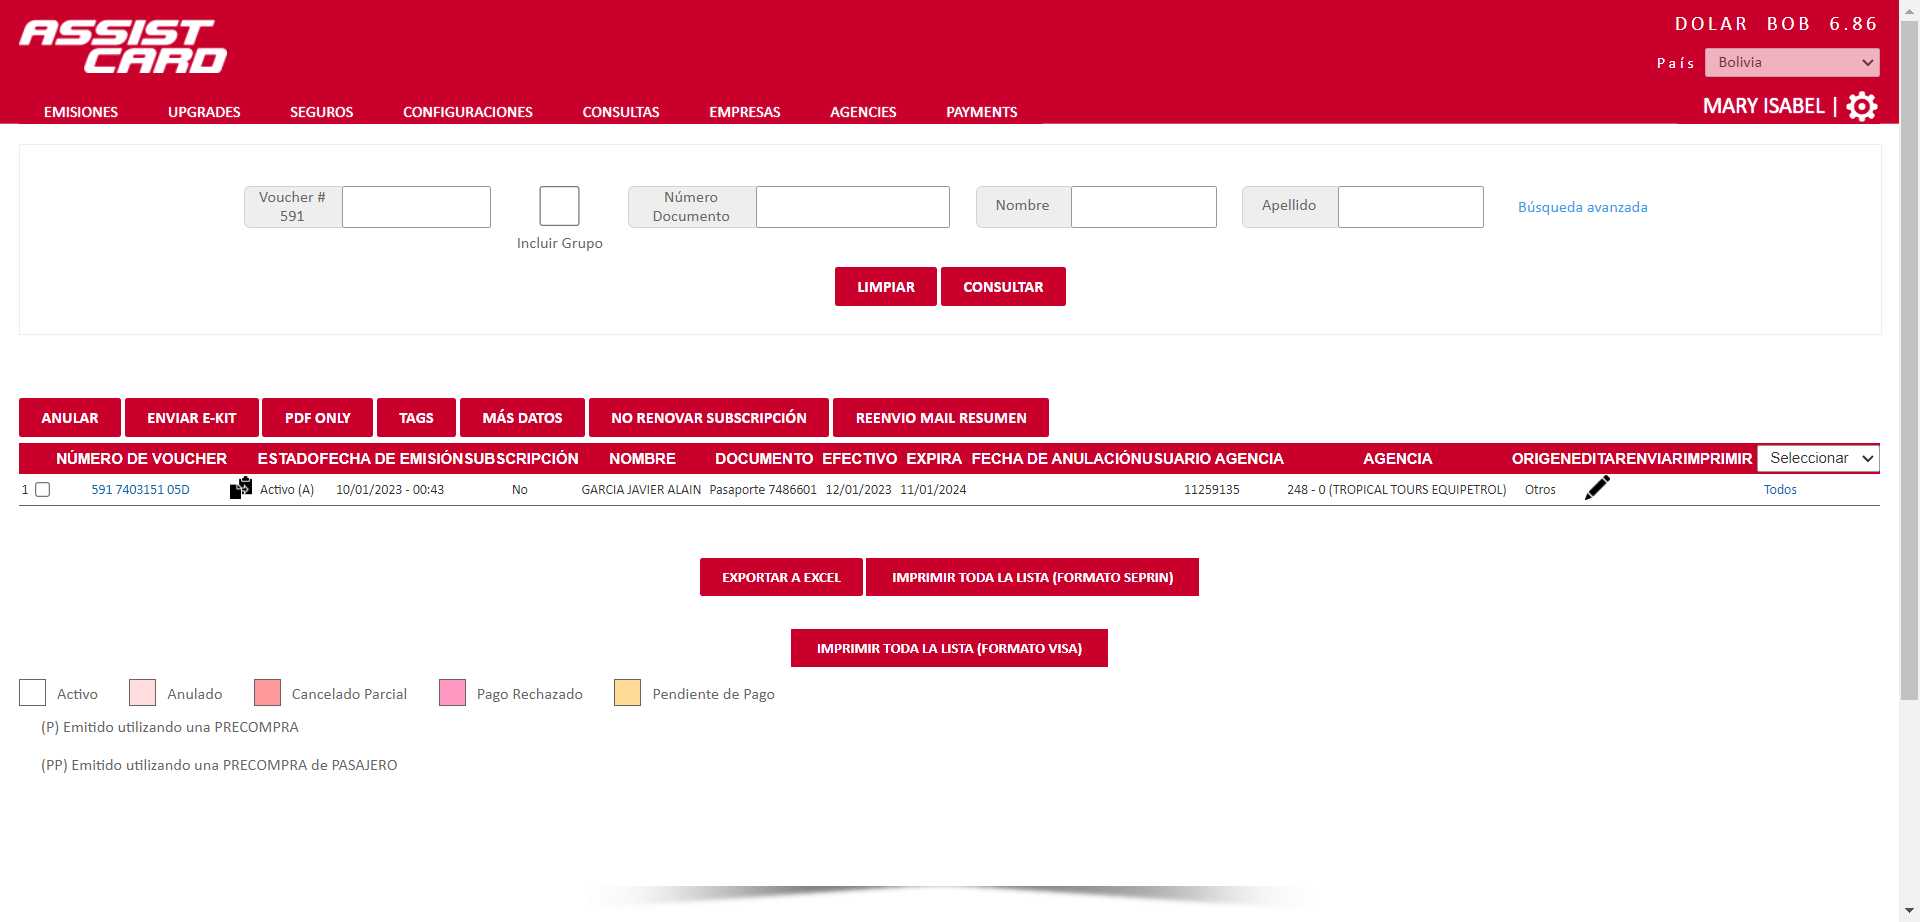 ASSIST
CARD
DOLAR BOB 6.86
País Bolivia
MARY ISABEL |
EMISIONES UPGRADES SEGUROS CONFIGURACIONES CONSULTAS EMPRESAS AGENCIES PAYMENTS
Voucher #
591
Incluir Grupo
Número
Documento
Nombre
Apellido
Búsqueda avanzada
LIMPIAR CONSULTAR
ANULAR ENVIAR E-KIT PDF ONLY TAGS MÁS DATOS NO RENOVAR SUBSCRIPCIÓN REENVIO MAIL RESUMEN
NÚMERO DE VOUCHER ESTADO FECHA DE EMISIÓN SUBSCRIPCIÓN NOMBRE DOCUMENTO EFECTIVO EXPIRA FECHA DE ANULACIÓN USUARIO AGENCIA AGENCIA ORIGEN EDITAR ENVIAR IMPRIMIR Seleccionar
1 591 7403151 05D Activo (A) 10/01/2023 - 00:43 No GARCIA JAVIER ALAIN Pasaporte 7486601 12/01/2023 11/01/2024 11259135 248 - 0 (TROPICAL TOURS EQUIPETROL) Otros Todos
EXPORTAR A EXCEL IMPRIMIR TODA LA LISTA (FORMATO SEPRIN)
IMPRIMIR TODA LA LISTA (FORMATO VISA)
Activo Anulado Cancelado Parcial Pago Rechazado Pendiente de Pago
(P) Emitido utilizando una PRECOMPRA
(PP) Emitido utilizando una PRECOMPRA de PASAJERO